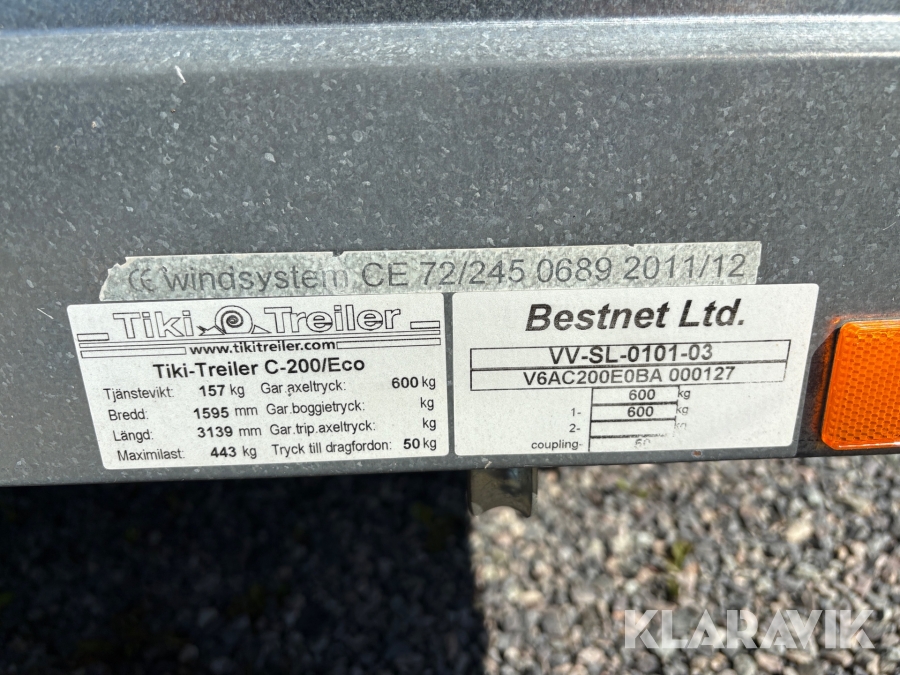 CE windsystem CE 72/245 0689 2011/12
Tiki Treiler
www.tikitreiler.com
Tiki-Treiler C-200/Eco
Tjänstevikt: 157 kg Gar.axeltryck: 600 kg
Bredd: 1595 mm Gar.boggietryck: kg
Längd: 3139 mm Gar.trip.axeltryck: kg
Maximilast: 443 kg Tryck till dragfordon: 50 kg
Bestnet Ltd.
VV-SL-0101-03
V6AC200E0BA 000127
600 kg
1- 600 kg
2- kg
coupling-
KLARAVIK